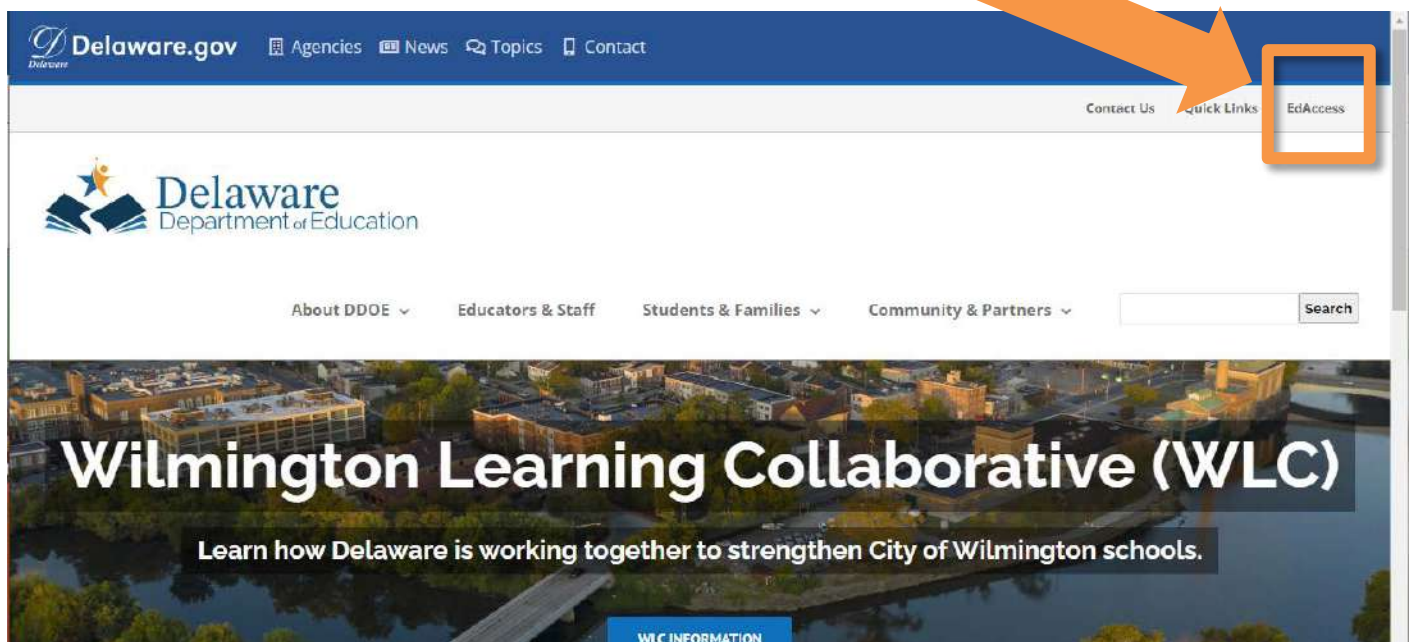 Delaware.gov Agencies News Topics Contact
Delaware
Contact Us Quick Links EdAccess
Delaware
Department of Education
About DDOE Educators & Staff Students & Families Community & Partners Search
Wilmington Learning Collaborative (WLC)
Learn how Delaware is working together to strengthen City of Wilmington schools.
WLC INFORMATION